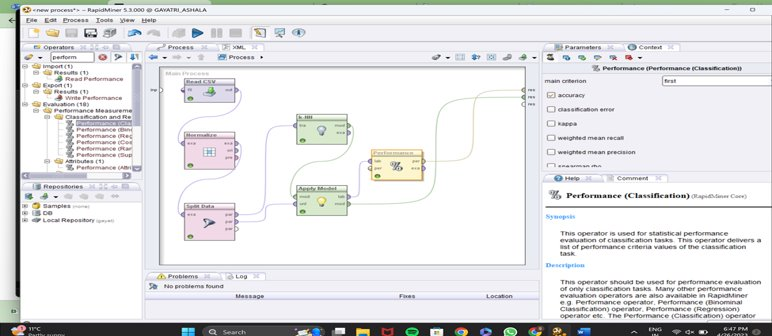 <new process*> – RapidMiner 5.3.000 @ GAYATRI_ASHALA
File Edit Process Tools View Help
Operators
perform
Import (1)
Results (1)
Read Performance
Export (1)
Results (1)
Write Performance
Evaluation (18)
Performance Measureme
Classification and Re
Performance (Cla
Performance (Bin
Performance (Reg
Performance (Cos
Performance (Ran
Performance (Sup
Attributes (1)
Performance (Attr
Repositories
Samples (none)
DB
Local Repository (gayat)
Process
XML
Process
Main Process
inp
Read CSV
fil
out
Normalize
exa
exa
ori
pre
Split Data
exa
par
par
par
k-NN
tra
mod
exa
Apply Model
mod
unl
lab
mod
Performance
lab
per
per
exa
res
res
res
Problems
Log
No problems found
Message Fixes Location
Parameters
Context
Performance (Performance (Classification))
main criterion
first
accuracy
classification error
kappa
weighted mean recall
weighted mean precision
spearman rho
Help
Comment
Performance (Classification) (RapidMiner Core)
Synopsis
This operator is used for statistical performance
evaluation of classification tasks. This operator delivers a
list of performance criteria values of the classification
task.
Description
This operator should be used for performance evaluation
of only classification tasks. Many other performance
evaluation operators are also available in RapidMiner
e.g. Performance operator, Performance (Binominal
Classification) operator, Performance (Regression)
operator etc. The Performance (Classification) operator
11°C
Partly sunny
Search
ENG
IN
6:47 PM
4/26/2023